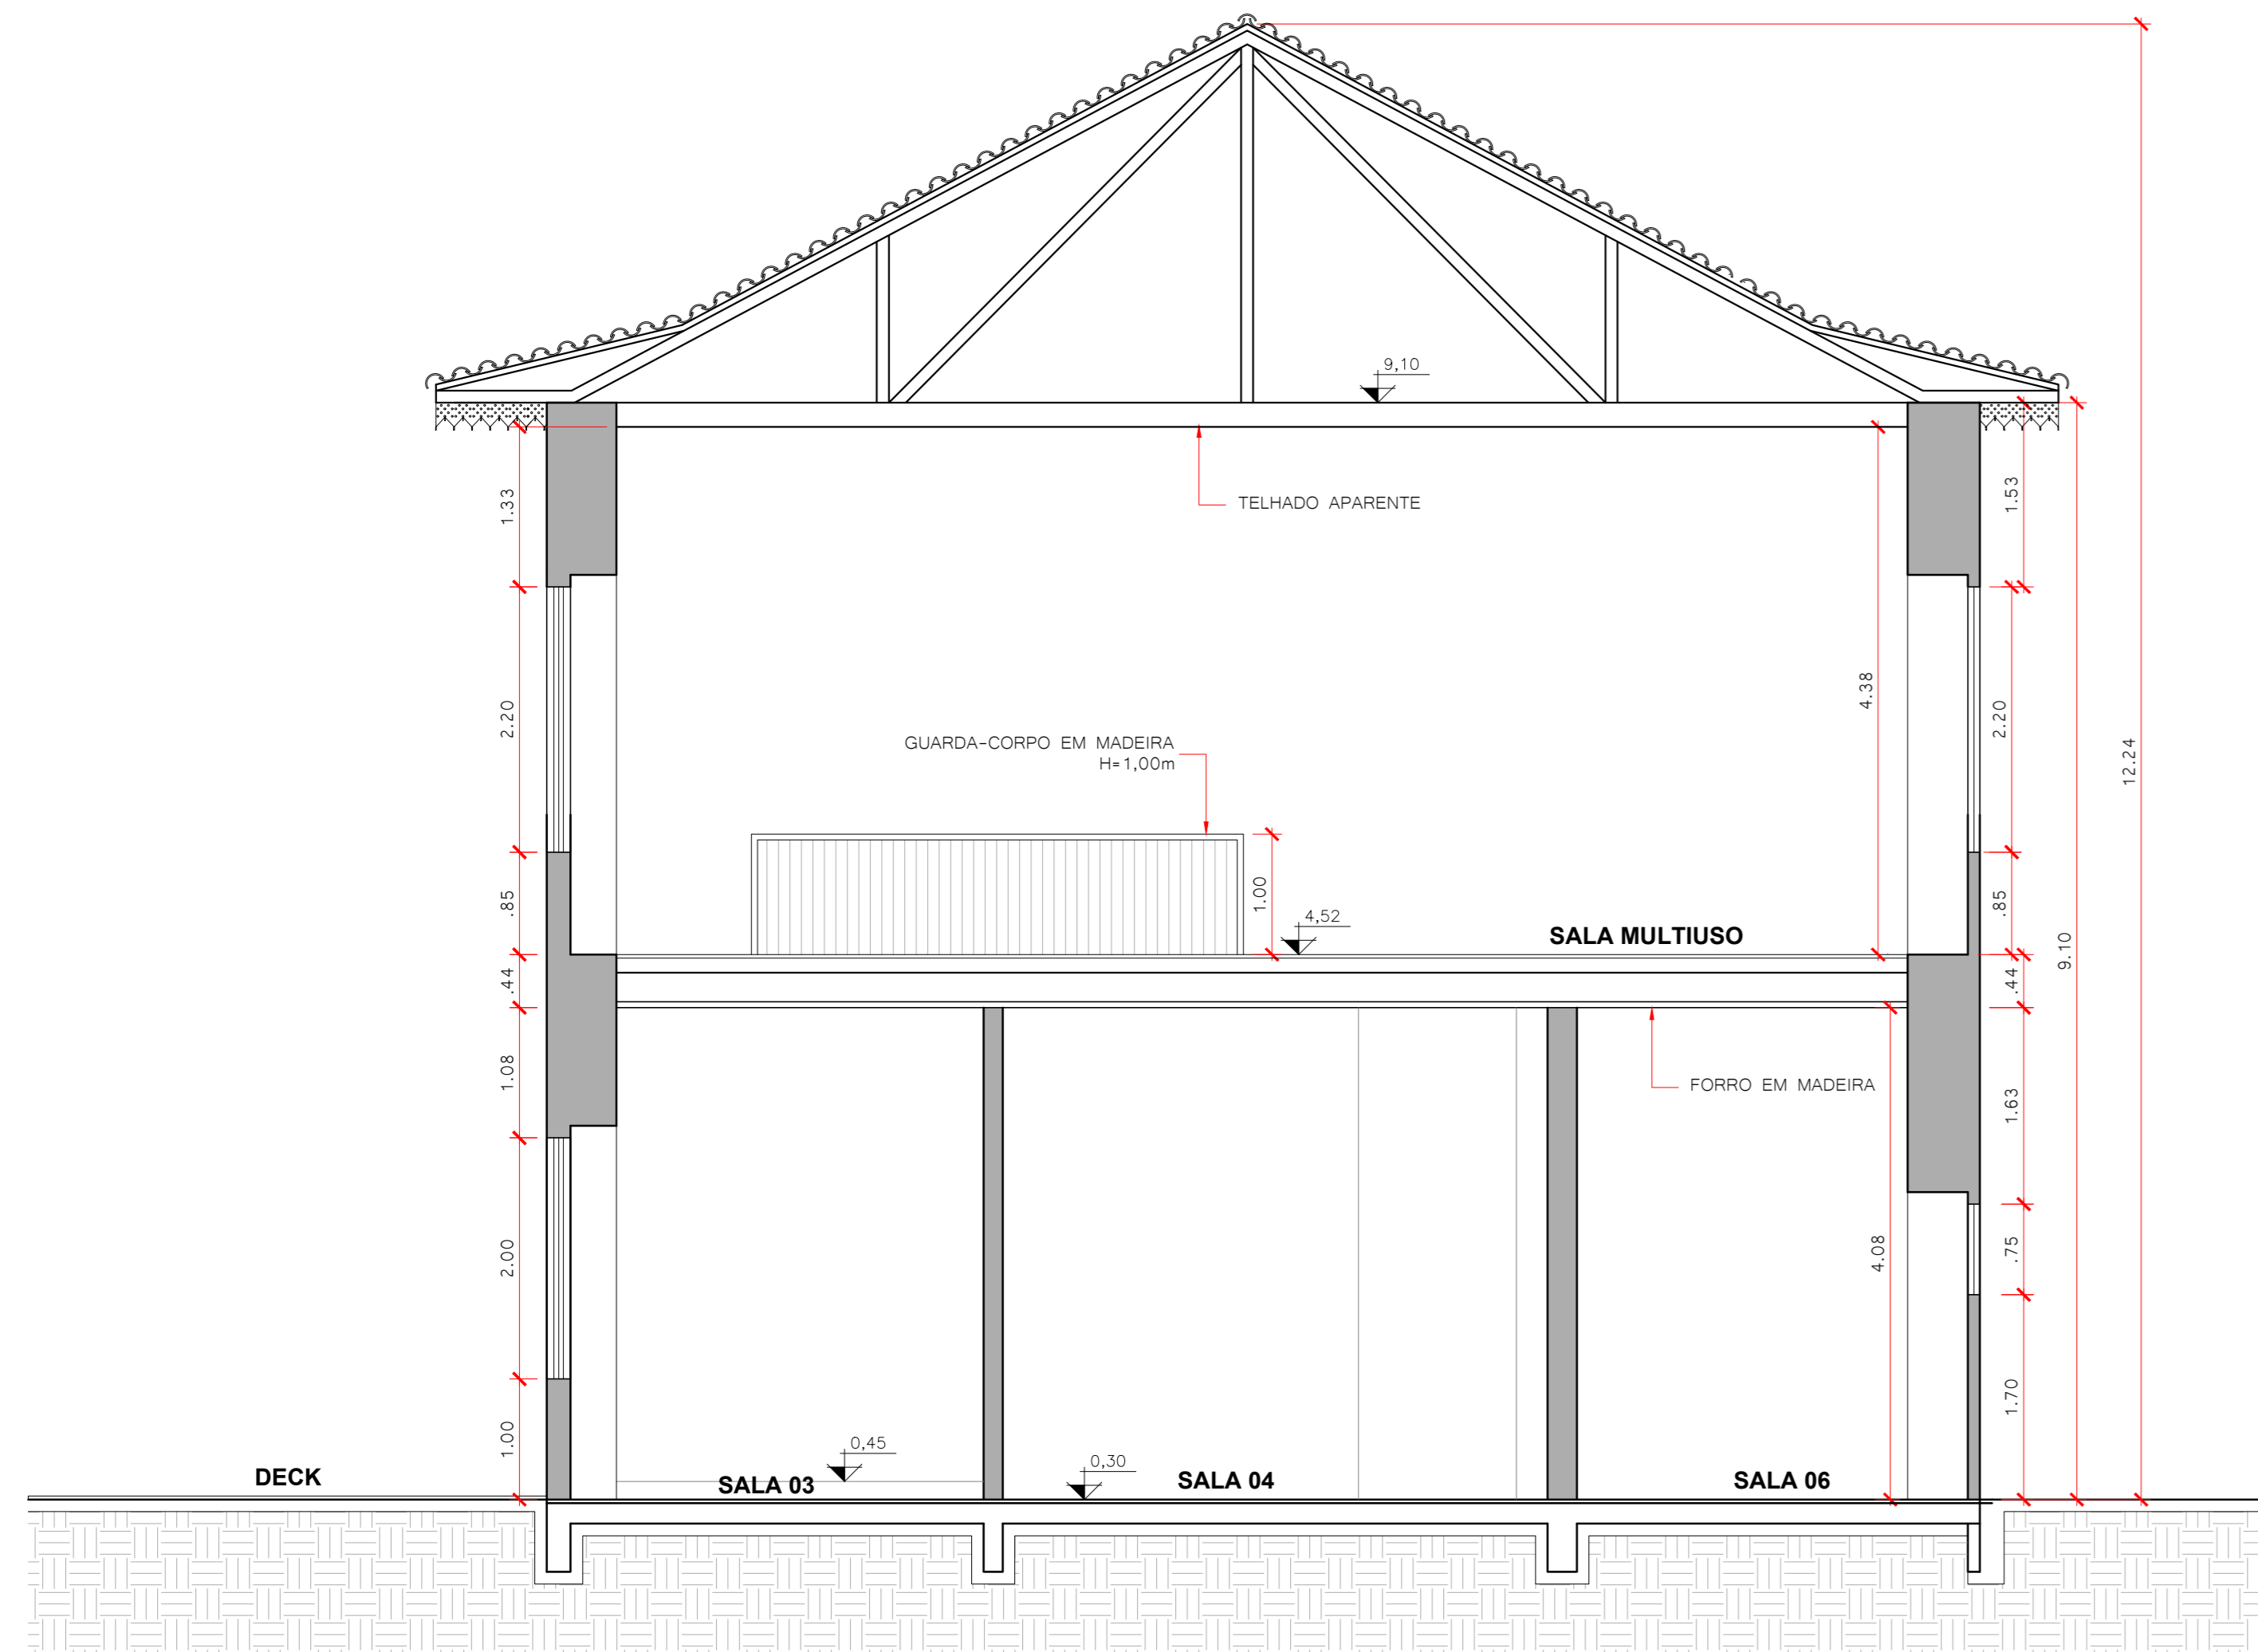 9,10
1.33
TELHADO APARENTE
1.53
2.20
4.38
2.20
12.24
GUARDA-CORPO EM MADEIRA
H=1,00m
.85
1.00
4,52
SALA MULTIUSO
.85
9.10
.44
.44
1.08
FORRO EM MADEIRA
1.63
2.00
4.08
.75
1.00
0,45
0,30
1.70
DECK
SALA 03
SALA 04
SALA 06